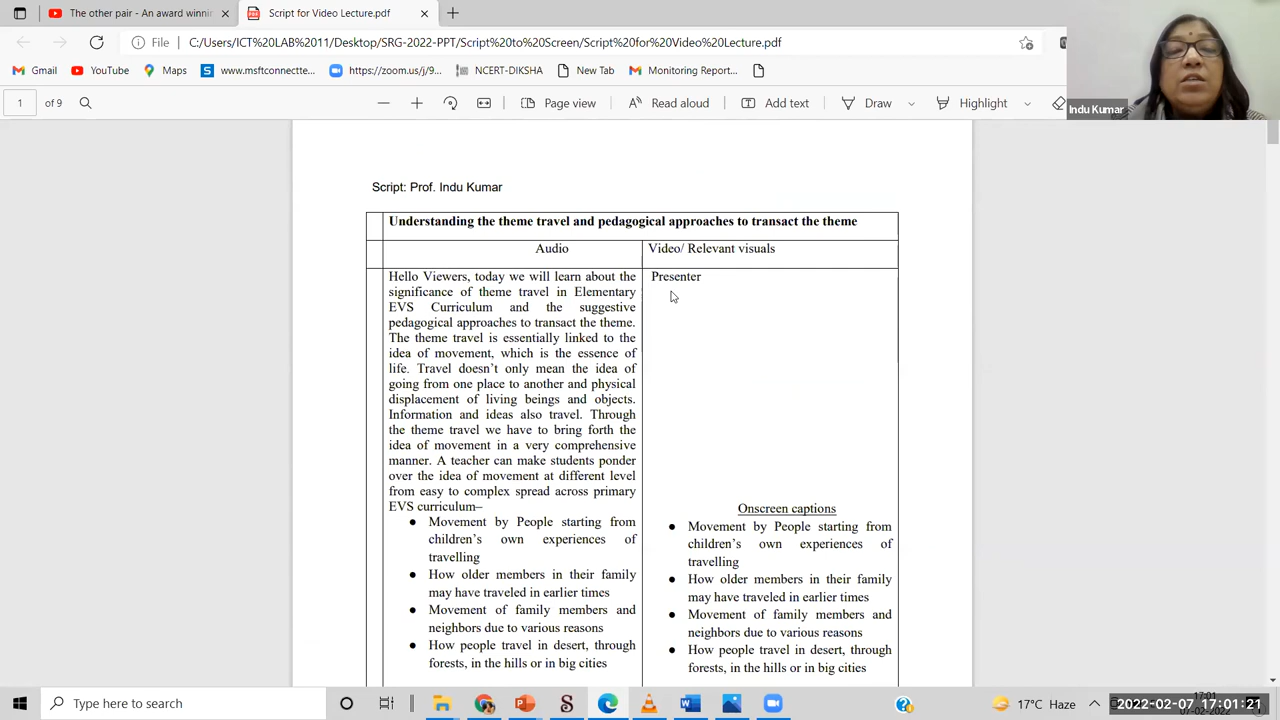 The other pair - An award winni
Script for Video Lecture.pdf
File
C:/Users/ICT%20LAB%2011/Desktop/SRG-2022-PPT/Script%20to%20Screen/Script%20for%20Video%20Lecture.pdf
Gmail
YouTube
Maps
www.msftconnectte...
https://zoom.us/j/9...
NCERT-DIKSHA
New Tab
Monitoring Repor...
1 of 9
Page view
Read aloud
Add text
Draw
Highlight
Indu Kumar
Script: Prof. Indu Kumar
Understanding the theme travel and pedagogical approaches to transact the theme
Audio
Video/ Relevant visuals
Hello Viewers, today we will learn about the
significance of theme travel in Elementary
EVS Curriculum and the suggestive
pedagogical approaches to transact the theme.
The theme travel is essentially linked to the
idea of movement, which is the essence of
life. Travel doesn't only mean the idea of
going from one place to another and physical
displacement of living beings and objects.
Information and ideas also travel. Through
the theme travel we have to bring forth the
idea of movement in a very comprehensive
manner. A teacher can make students ponder
over the idea of movement at different level
from easy to complex spread across primary
EVS curriculum–
● Movement by People starting from
children's own experiences of
travelling
● How older members in their family
may have traveled in earlier times
● Movement of family members and
neighbors due to various reasons
● How people travel in desert, through
forests, in the hills or in big cities
Presenter
Onscreen captions
● Movement by People starting from
children's own experiences of
travelling
● How older members in their family
may have traveled in earlier times
● Movement of family members and
neighbors due to various reasons
● How people travel in desert, through
forests, in the hills or in big cities
Type here to search
17°C Haze
17:01
07-02-2022
2022-02-07 17:01:21